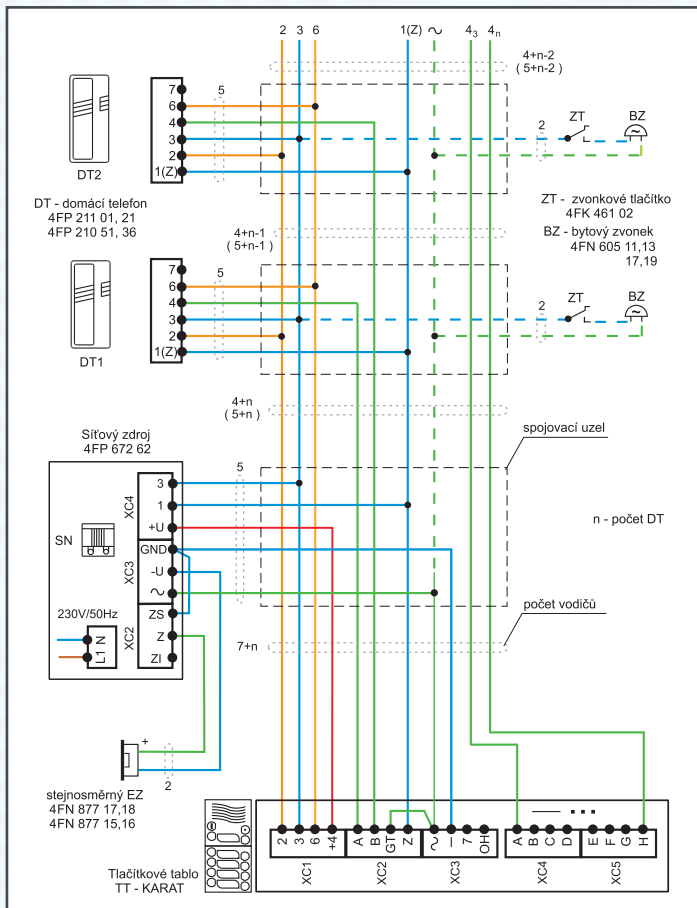 2 3 6 1(Z) ~ 4₃ 4ₙ
4+n-2
( 5+n-2 )
7
6
4
3
2
1(Z)
5
DT2
2
ZT
BZ
DT - domácí telefon
4FP 211 01, 21
4FP 210 51, 36
ZT - zvonkové tlačítko
4FK 461 02
BZ - bytový zvonek
4FN 605 11,13
17,19
4+n-1
( 5+n-1 )
7
6
4
3
2
1(Z)
5
DT1
2
ZT
BZ
4+n
( 5+n )
Síťový zdroj
4FP 672 62
spojovací uzel
5
XC4
3
1
+U
SN
XC3
GND
-U
~
n - počet DT
230V/50Hz
L1 N
XC2
ZS
Z
ZI
počet vodičů
7+n
+
2
stejnosměrný EZ
4FN 877 17,18
4FN 877 15,16
Tlačítkové tablo
TT - KARAT
2 3 6 +4 A B GT Z ~ – 7 OH A B C D E F G H
XC1 XC2 XC3 XC4 XC5